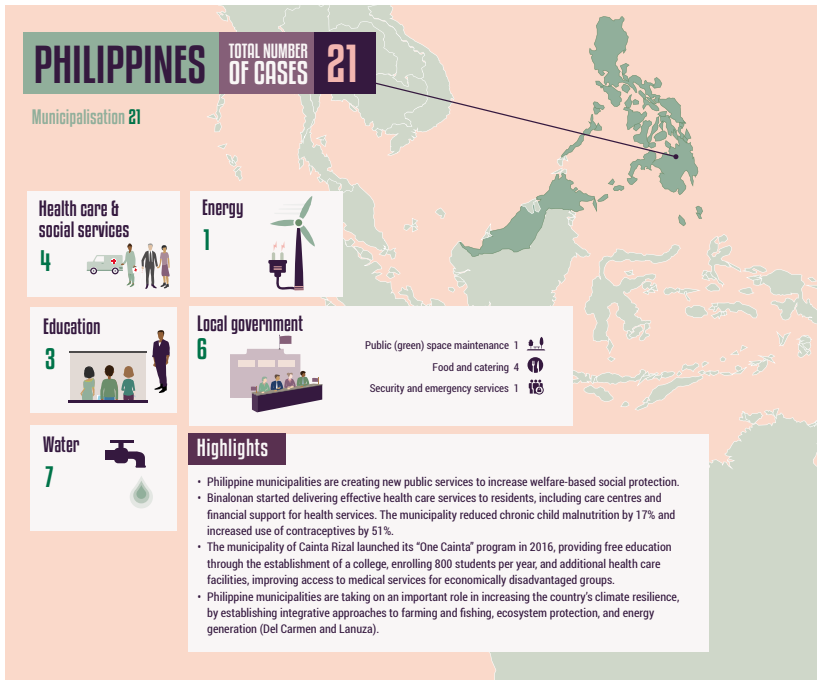 PHILIPPINES
TOTAL NUMBER
OF CASES
21
Municipalisation 21
Health care &
social services
4
Energy
1
Education
3
Local government
6
Public (green) space maintenance 1
Food and catering 4
Security and emergency services 1
Water
7
Highlights
• Philippine municipalities are creating new public services to increase welfare-based social protection.
• Binalonan started delivering effective health care services to residents, including care centres and
financial support for health services. The municipality reduced chronic child malnutrition by 17% and
increased use of contraceptives by 51%.
• The municipality of Cainta Rizal launched its “One Cainta” program in 2016, providing free education
through the establishment of a college, enrolling 800 students per year, and additional health care
facilities, improving access to medical services for economically disadvantaged groups.
• Philippine municipalities are taking on an important role in increasing the country’s climate resilience,
by establishing integrative approaches to farming and fishing, ecosystem protection, and energy
generation (Del Carmen and Lanuza).